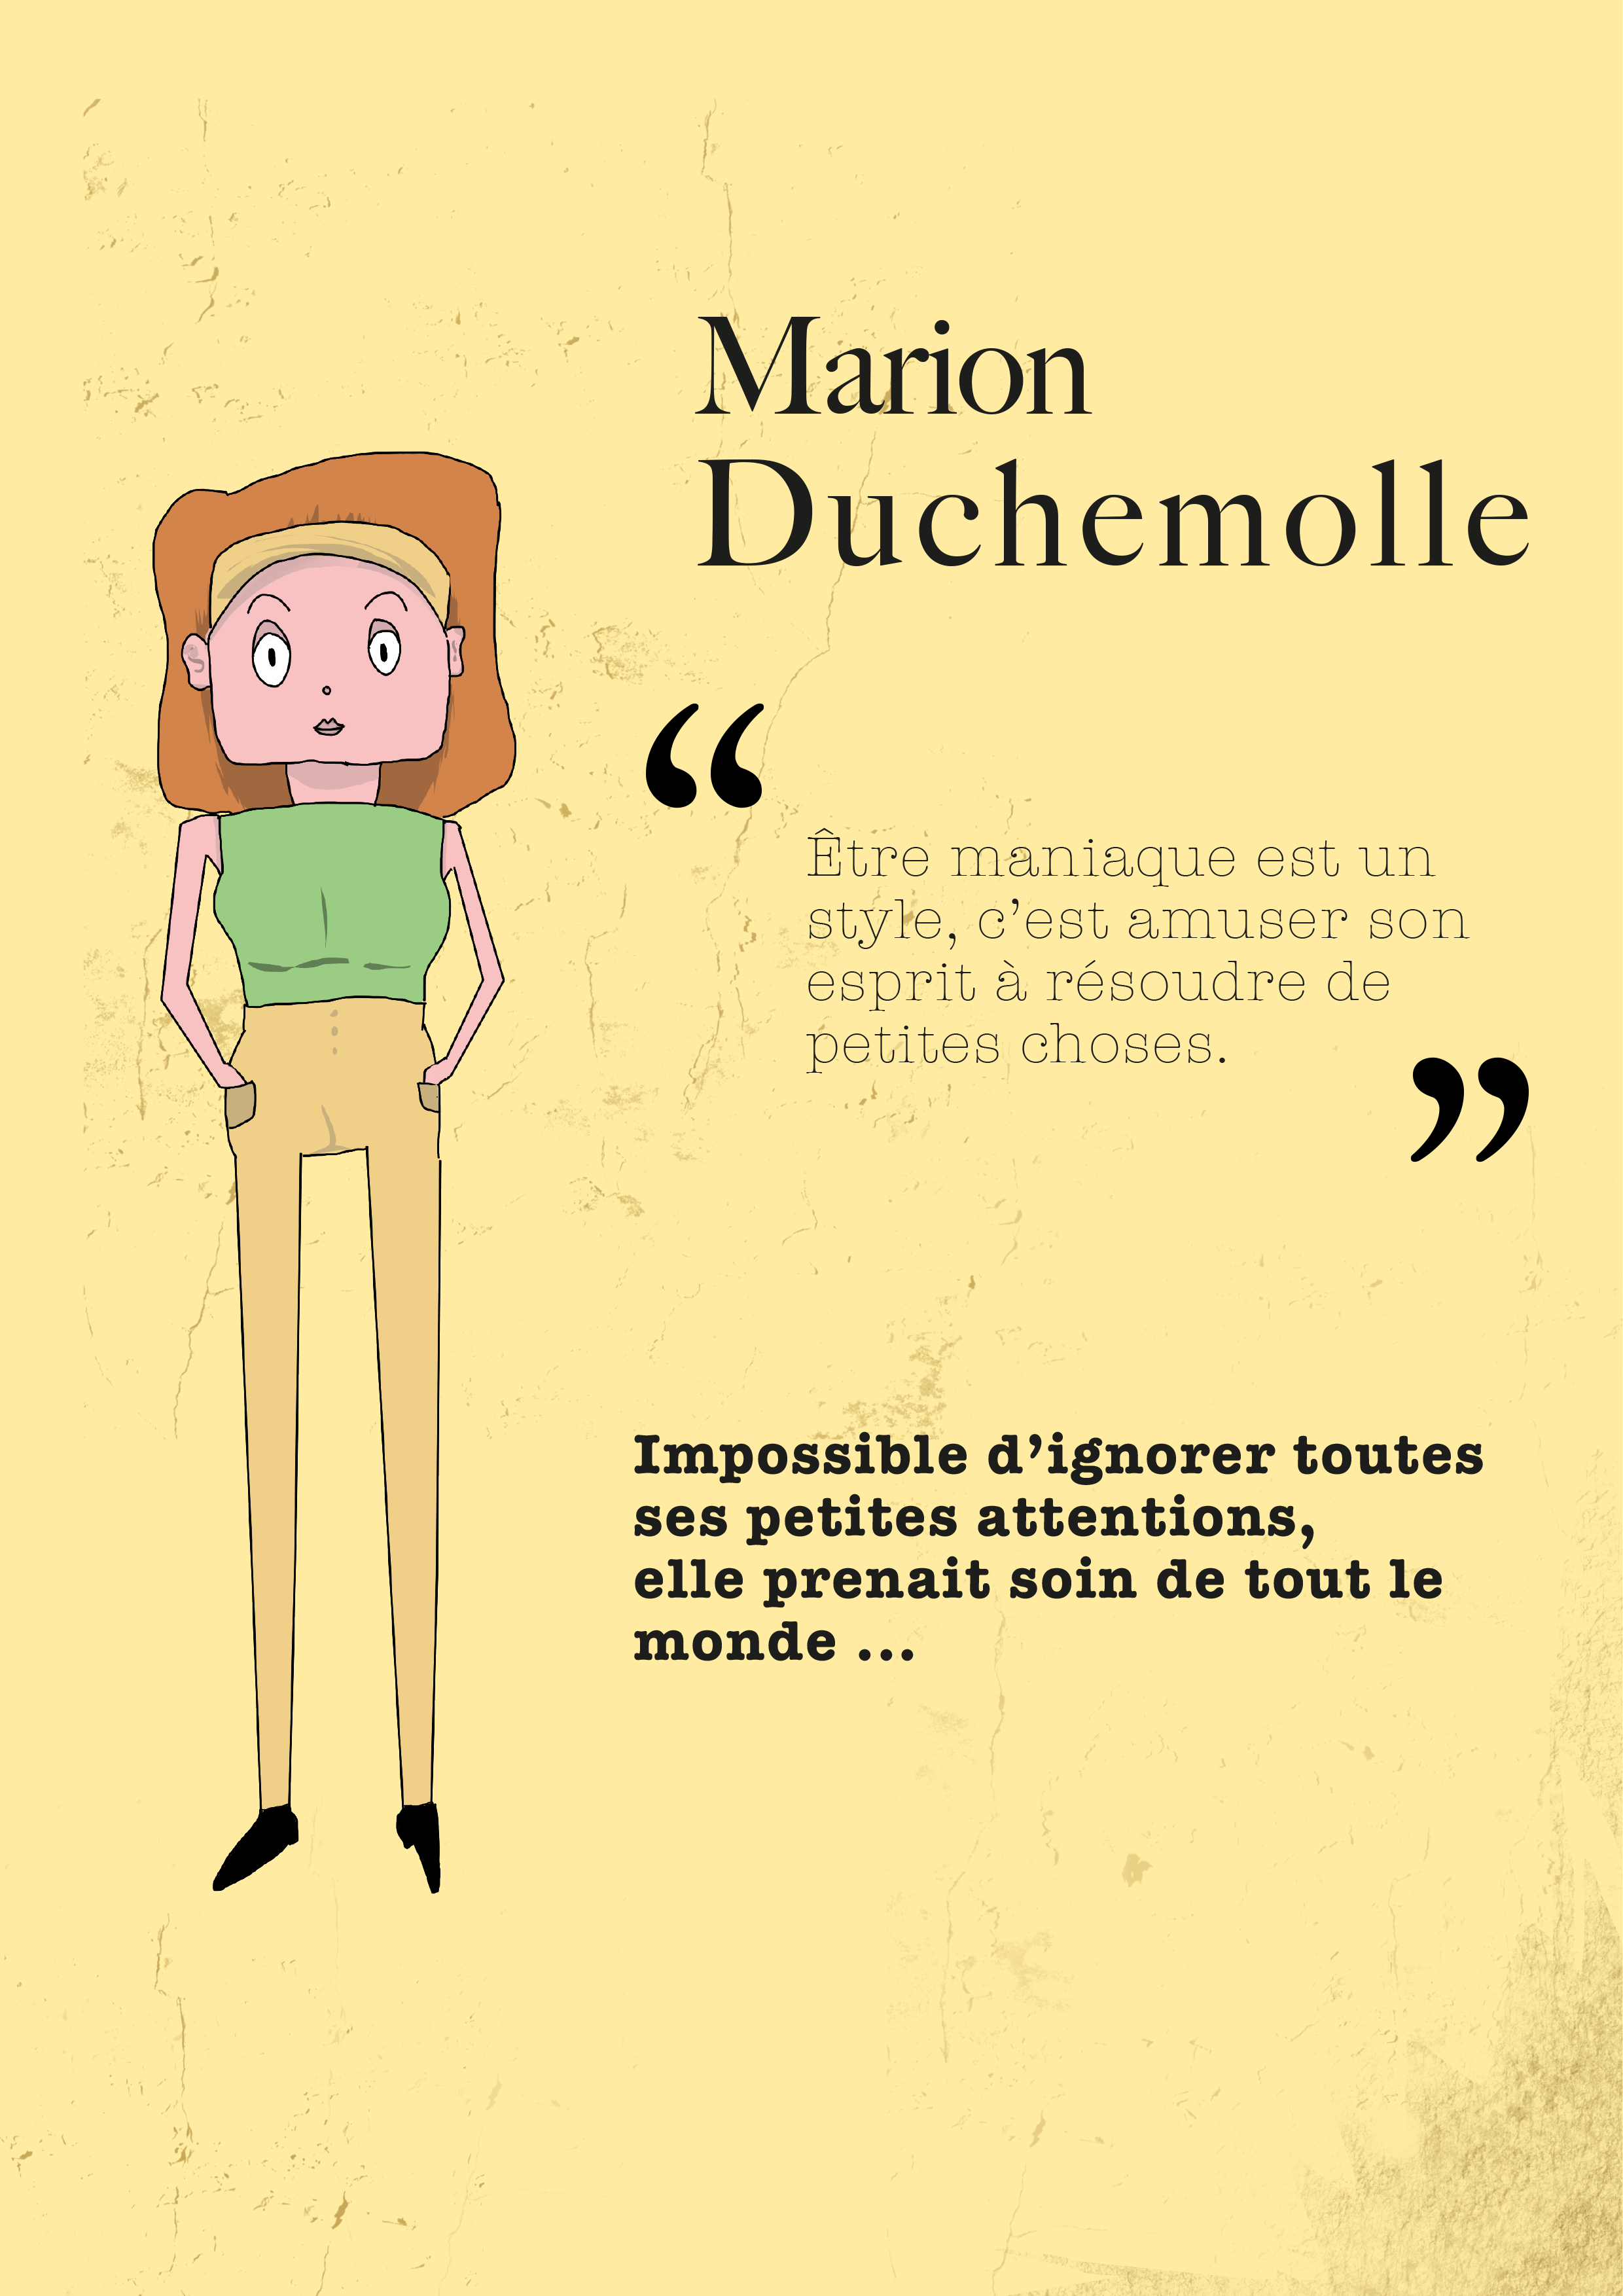 Marion
Duchemolle
“
Être maniaque est un
style, c’est amuser son
esprit à résoudre de
petites choses.
”
Impossible d’ignorer toutes
ses petites attentions,
elle prenait soin de tout le
monde ...